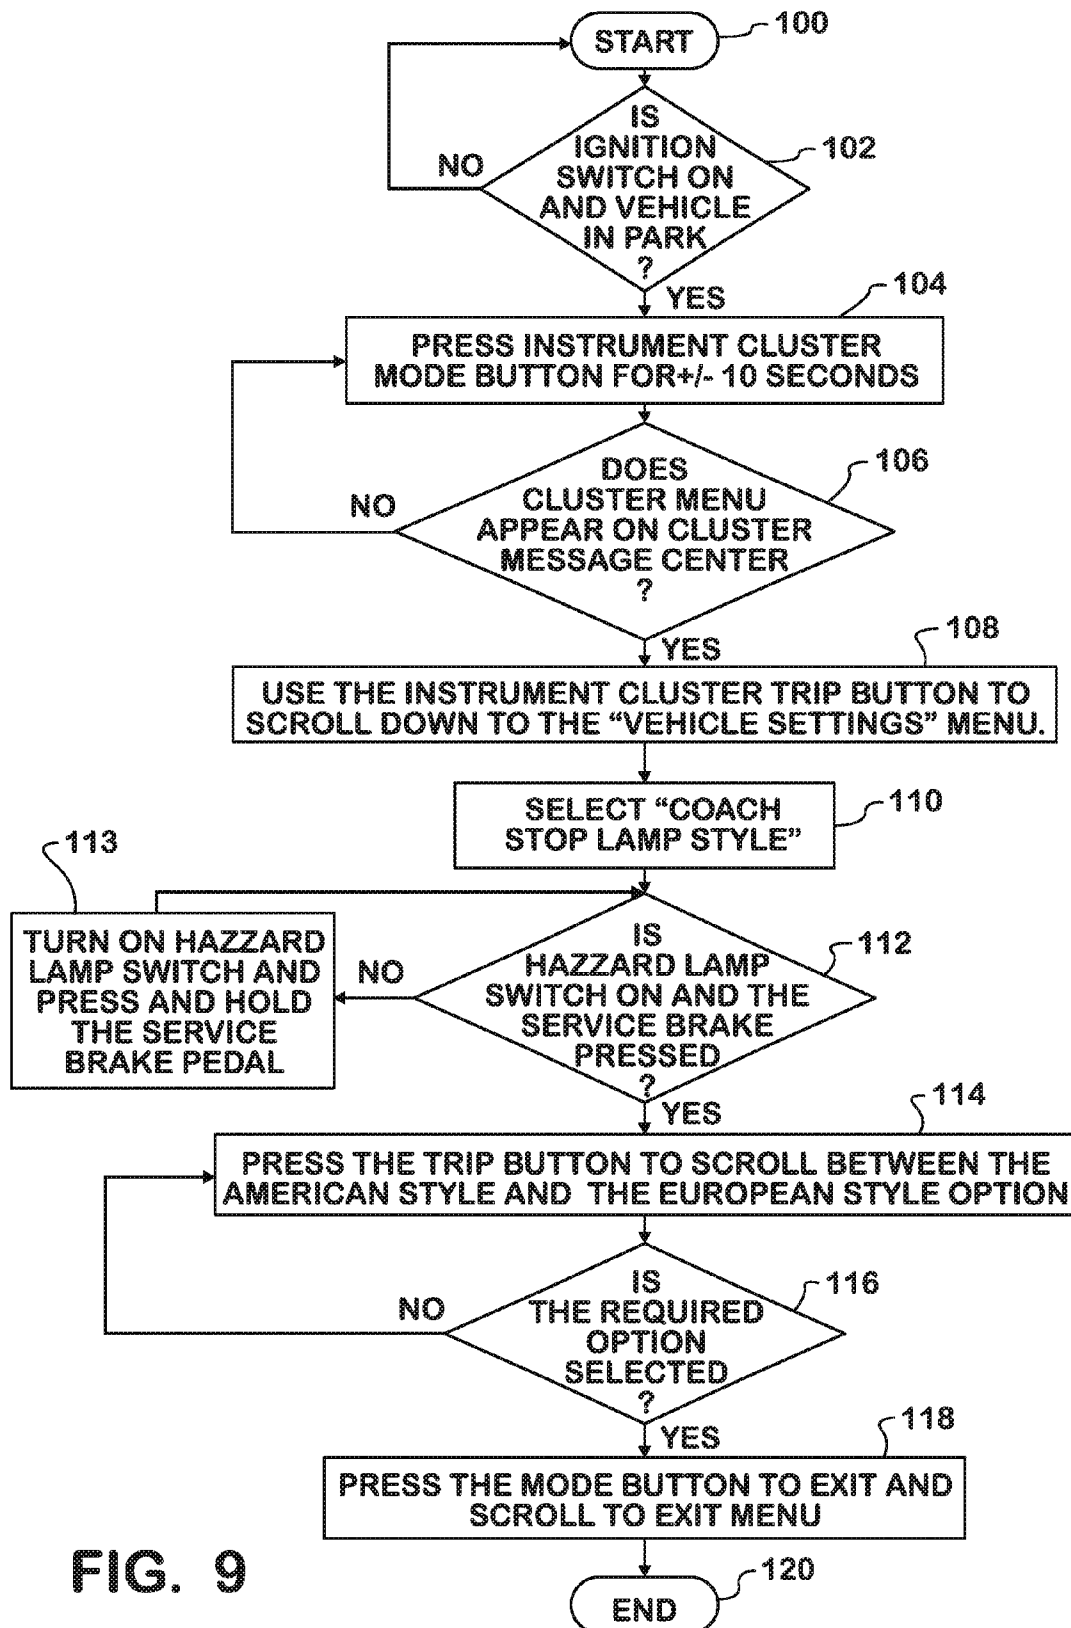 START
100
IS
IGNITION
SWITCH ON
AND VEHICLE
IN PARK
?
102
NO
YES
104
PRESS INSTRUMENT CLUSTER
MODE BUTTON FOR+/- 10 SECONDS
DOES
CLUSTER MENU
APPEAR ON CLUSTER
MESSAGE CENTER
?
106
NO
YES
108
USE THE INSTRUMENT CLUSTER TRIP BUTTON TO
SCROLL DOWN TO THE “VEHICLE SETTINGS” MENU.
SELECT “COACH
STOP LAMP STYLE”
110
113
TURN ON HAZZARD
LAMP SWITCH AND
PRESS AND HOLD
THE SERVICE
BRAKE PEDAL
NO
IS
HAZZARD LAMP
SWITCH ON AND THE
SERVICE BRAKE
PRESSED
?
112
YES
114
PRESS THE TRIP BUTTON TO SCROLL BETWEEN THE
AMERICAN STYLE AND THE EUROPEAN STYLE OPTION
IS
THE REQUIRED
OPTION
SELECTED
?
116
NO
YES
118
PRESS THE MODE BUTTON TO EXIT AND
SCROLL TO EXIT MENU
FIG. 9
END
120